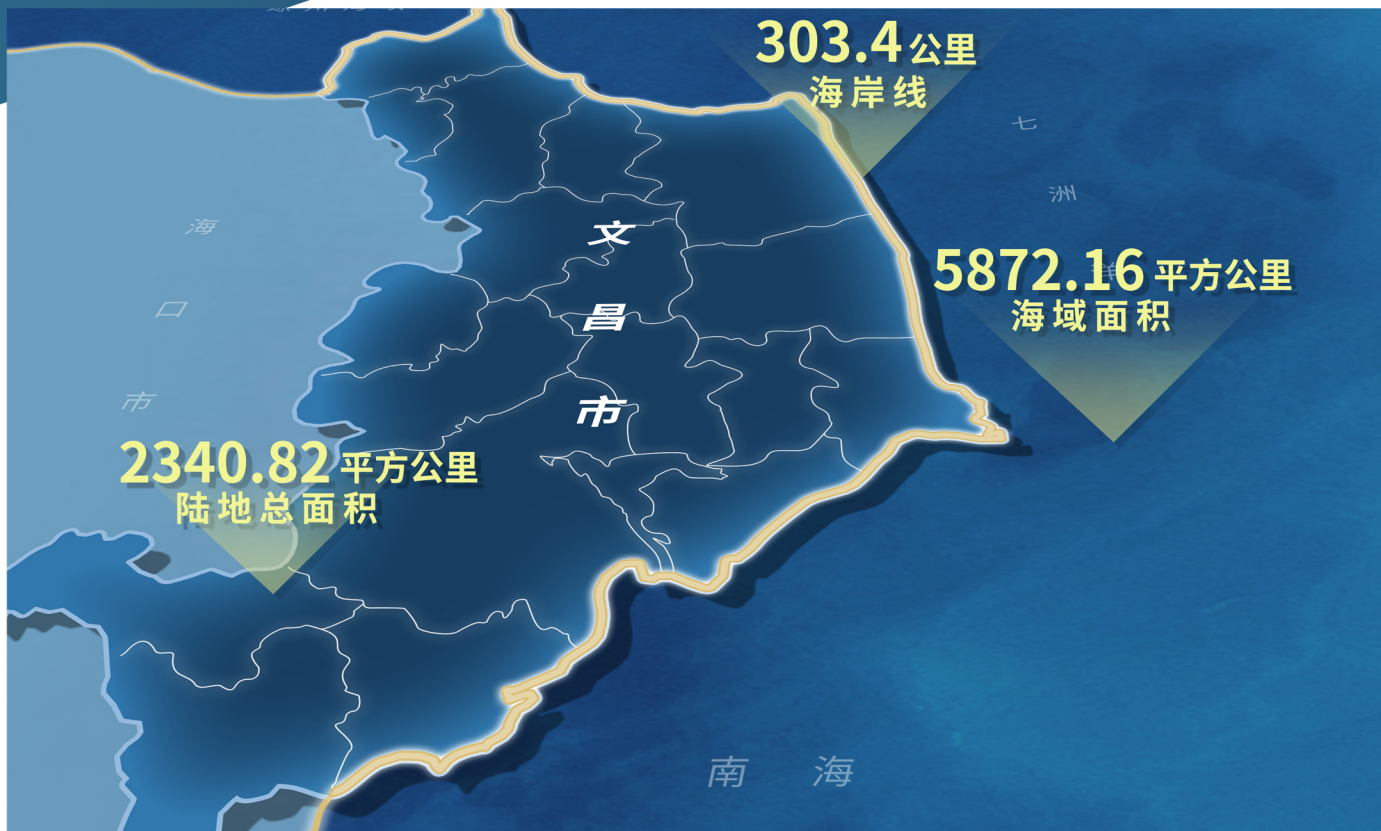 303.4公里
海岸线
七
洲
洋
5872.16平方公里
海域面积
文
昌
市
海
口
市
2340.82平方公里
陆地总面积
南 海